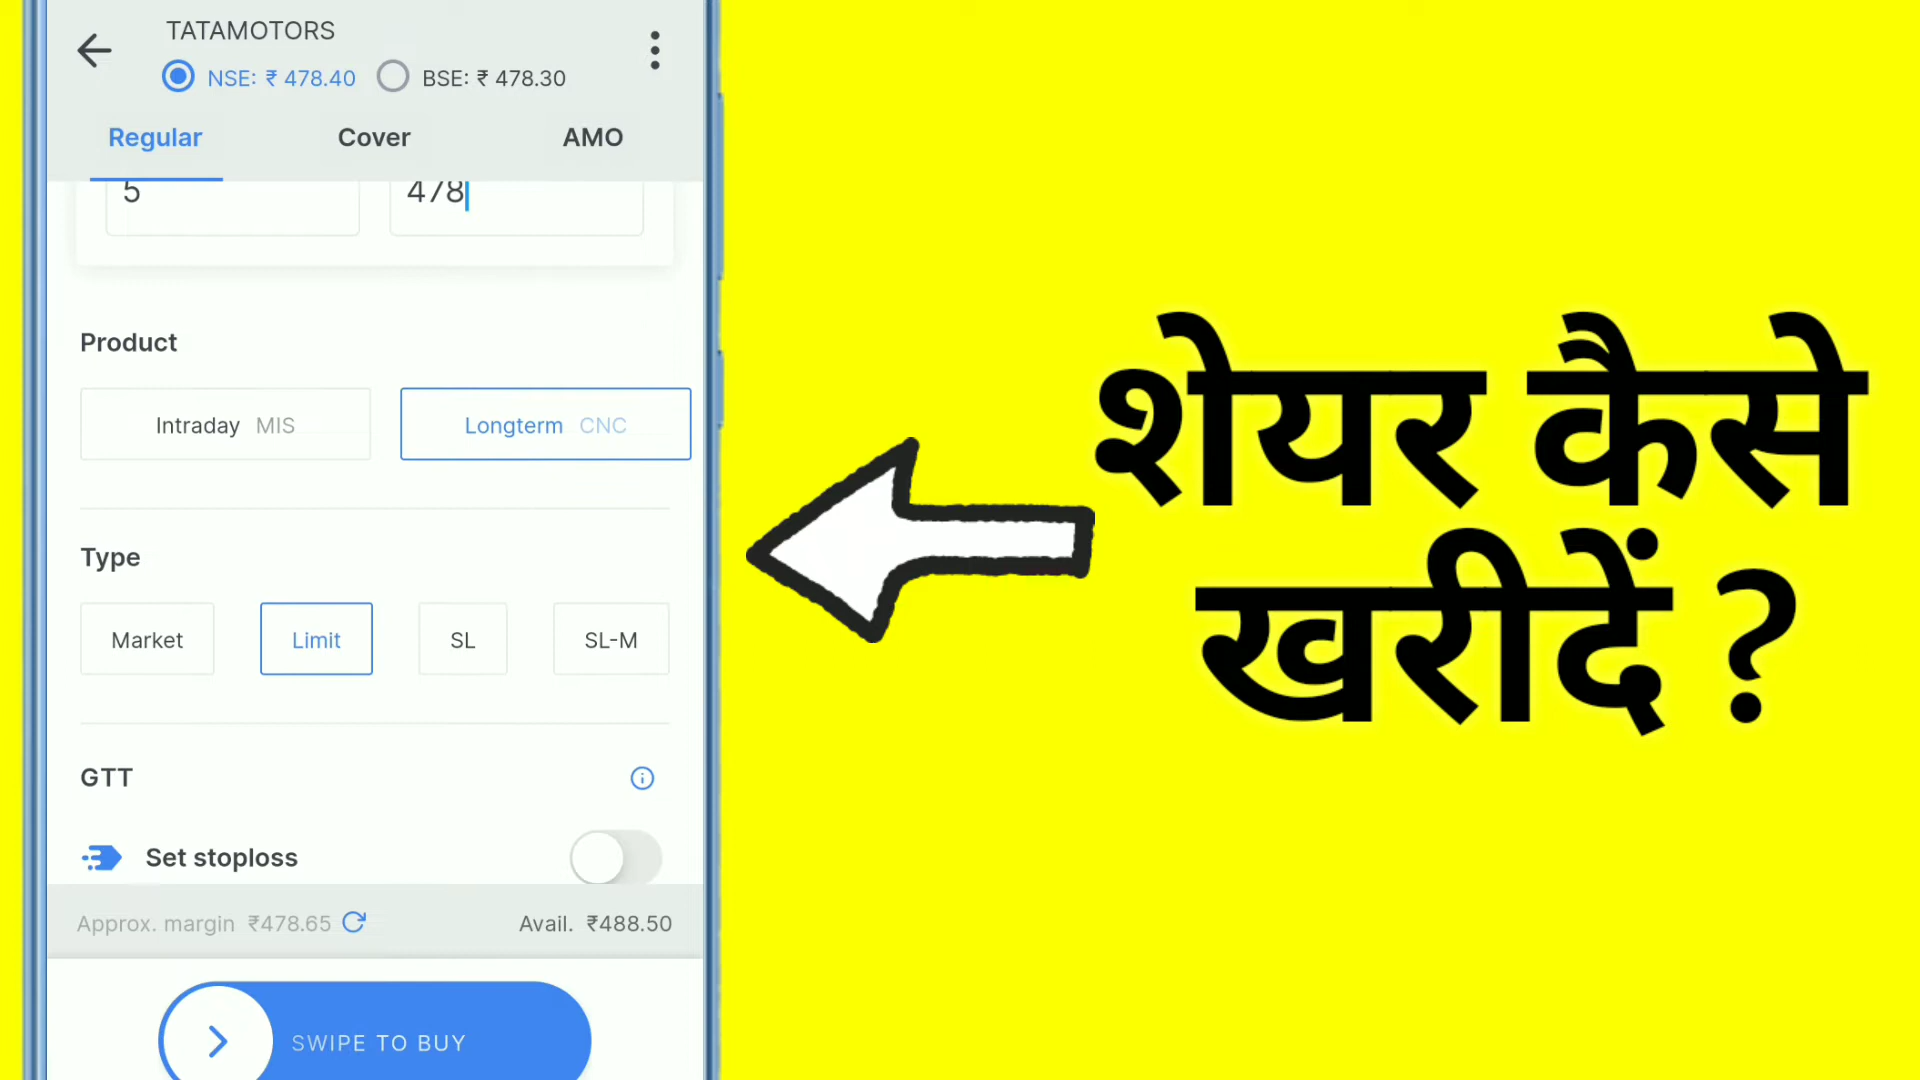 TATAMOTORS
NSE: ₹ 478.40 BSE: ₹ 478.30
Regular Cover AMO
5 478
Product
Intraday MIS Longterm CNC
Type
Market Limit SL SL-M
GTT
Set stoploss
Approx. margin ₹478.65 Avail. ₹488.50
SWIPE TO BUY
शेयर कैसे
खरीदें ?